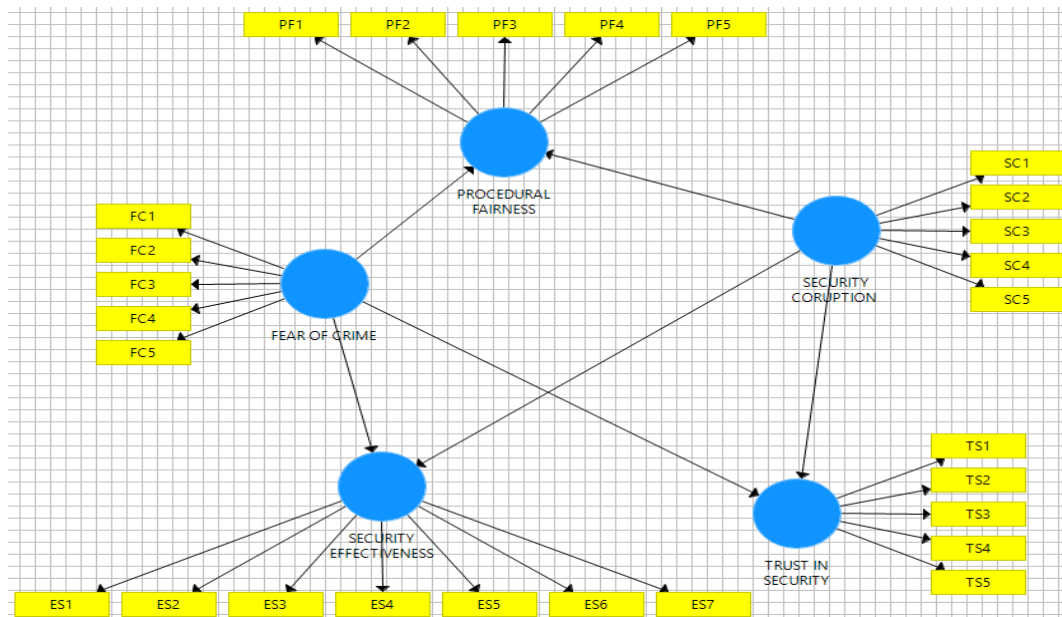 PF1
PF2
PF3
PF4
PF5
PROCEDURAL
FAIRNESS
SC1
SC2
SC3
SC4
SC5
SECURITY
CORUPTION
FC1
FC2
FC3
FC4
FC5
FEAR OF CRIME
TS1
TS2
TS3
TS4
TS5
TRUST IN
SECURITY
SECURITY
EFFECTIVENESS
ES1
ES2
ES3
ES4
ES5
ES6
ES7